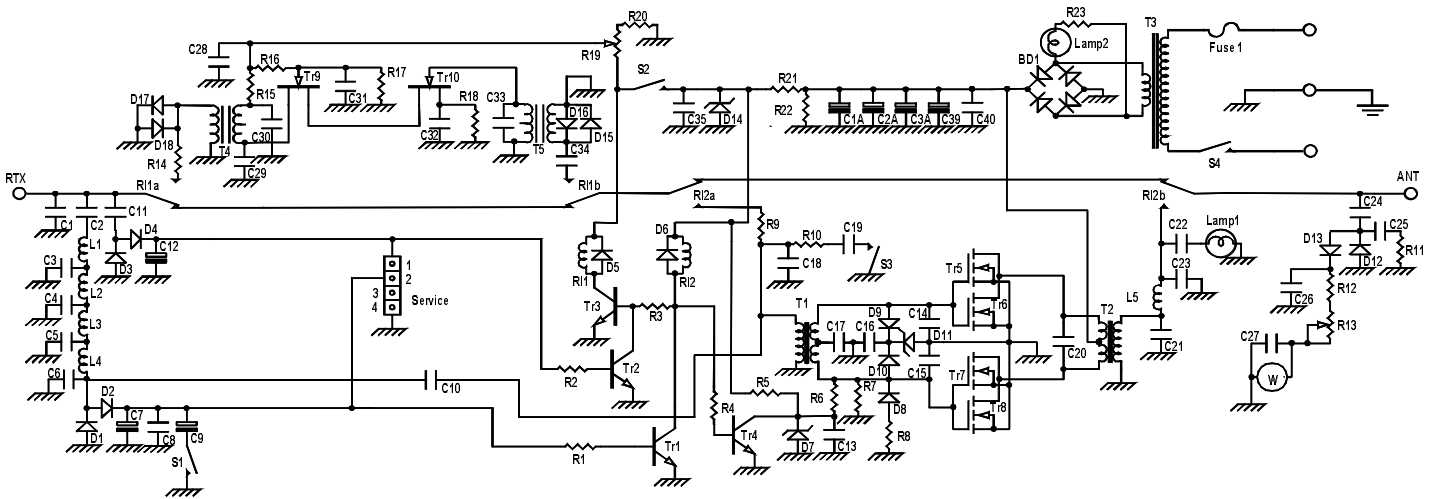 R20
R23
T3
Fuse 1
C28
R19
Lamp2
R16
Tr9
R17
Tr10
S2
BD1
R15
C31
R18
C33
R21
D17
D16
R22
C35
D14
C1A
C2A
C3A
C39
C40
D18
C30
T4
C32
T5
D15
R14
C29
C34
S4
RTX
Rl1a
Rl1b
Rl2a
Rl2b
ANT
C1
C2
C11
R9
C24
C25
D4
D6
R10
C19
C22
Lamp1
L1
D3
C12
D5
S3
Tr5
D13
D12
R11
C3
1
2
3
4
Service
Rl1
Rl2
C18
C23
L2
C4
Tr3
R3
T1
Tr6
L5
C26
R12
L3
D9
C14
T2
R13
C5
C17
C16
D11
C20
C21
C27
L4
Tr2
D10
C15
Tr7
W
C6
R2
C10
R5
R6
R7
D8
Tr8
D2
R4
D1
C7
C8
C9
Tr1
Tr4
D7
C13
R8
S1
R1